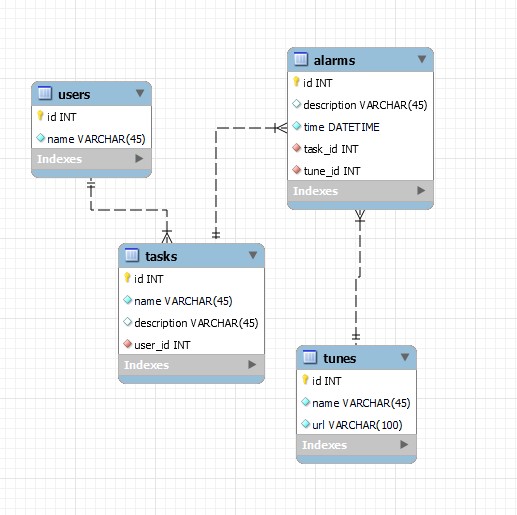 users
id INT
name VARCHAR(45)
Indexes
alarms
id INT
description VARCHAR(45)
time DATETIME
task_id INT
tune_id INT
Indexes
tasks
id INT
name VARCHAR(45)
description VARCHAR(45)
user_id INT
Indexes
tunes
id INT
name VARCHAR(45)
url VARCHAR(100)
Indexes